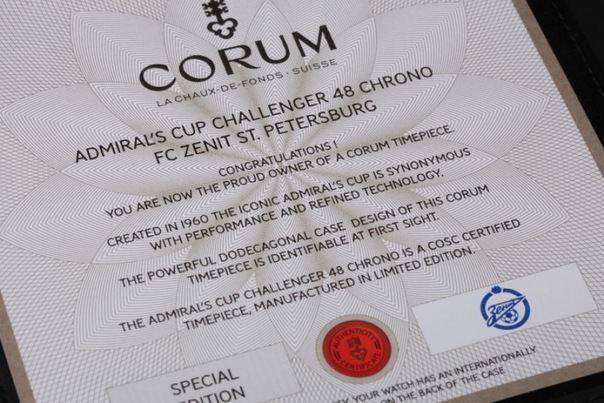 CORUM
LA CHAUX-DE-FONDS · SUISSE
ADMIRAL'S CUP CHALLENGER 48 CHRONO
FC ZENIT ST. PETERSBURG
CONGRATULATIONS !
YOU ARE NOW THE PROUD OWNER OF A CORUM TIMEPIECE.
CREATED IN 1960 THE ICONIC ADMIRAL'S CUP IS SYNONYMOUS
WITH PERFORMANCE AND REFINED TECHNOLOGY.
THE POWERFUL DODECAGONAL CASE DESIGN OF THIS CORUM
TIMEPIECE IS IDENTIFIABLE AT FIRST SIGHT.
THE ADMIRAL'S CUP CHALLENGER 48 CHRONO IS A COSC CERTIFIED
TIMEPIECE, MANUFACTURED IN LIMITED EDITION.
Зенит
AUTHENTICITY
CERTIFICATE
SPECIAL
EDITION
YOUR WATCH HAS AN INTERNATIONALLY
ON THE BACK OF THE CASE